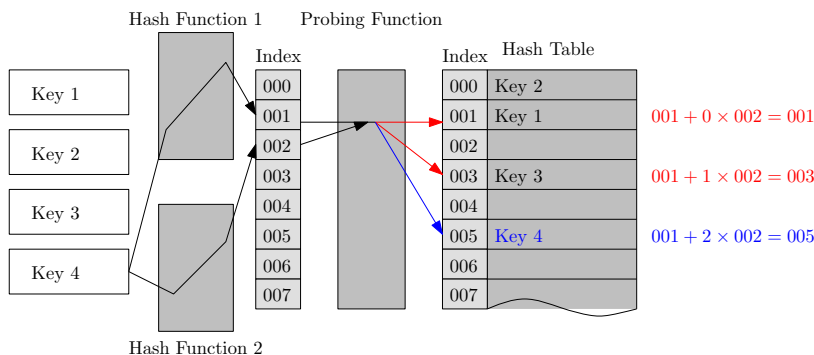 Hash Function 1
Probing Function
Index
Index
Hash Table
Key 1
Key 2
Key 3
Key 4
000
001
002
003
004
005
006
007
000 Key 2
001 Key 1 001 + 0 × 002 = 001
002
003 Key 3 001 + 1 × 002 = 003
004
005 Key 4 001 + 2 × 002 = 005
006
007
Hash Function 2